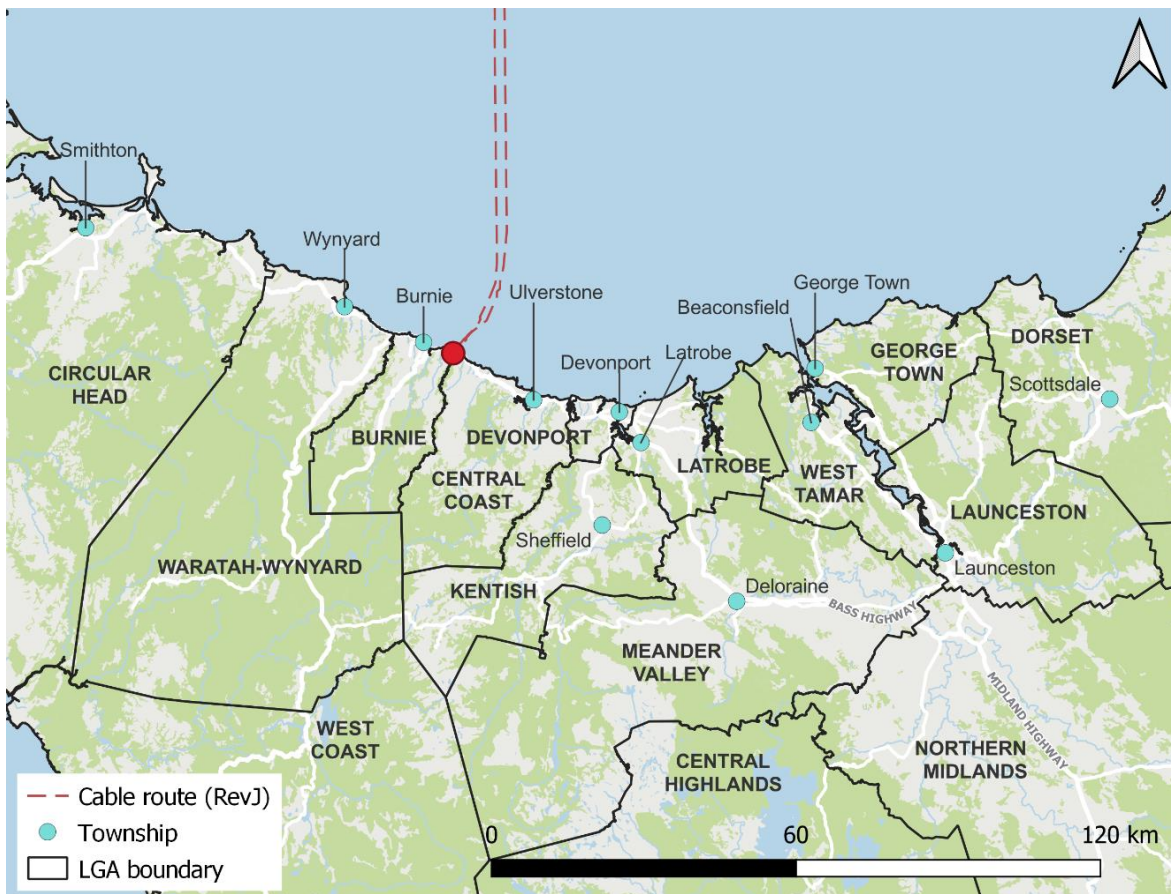 Smithton
Wynyard
Burnie
Ulverstone
George Town
Beaconsfield
Devonport
Latrobe
DORSET
GEORGE
TOWN
Scottsdale
CIRCULAR
HEAD
BURNIE
DEVONPORT
LATROBE
CENTRAL
COAST
WEST
TAMAR
LAUNCESTON
Sheffield
WARATAH-WYNYARD
Launceston
KENTISH
Deloraine
BASS HIGHWAY
MEANDER
VALLEY
MIDLAND HIGHWAY
WEST
COAST
CENTRAL
HIGHLANDS
NORTHERN
MIDLANDS
Cable route (RevJ)
Township
LGA boundary
0
60
120 km